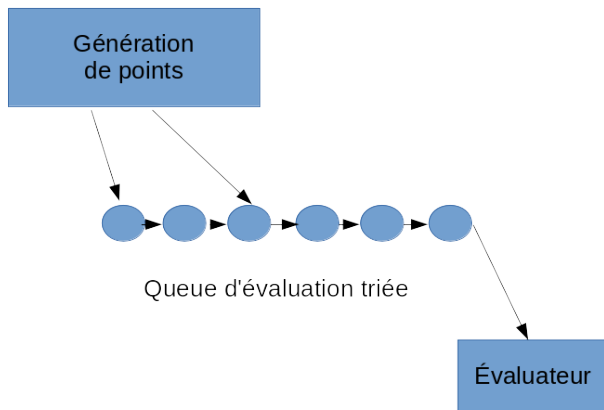 Génération
de points
Queue d'évaluation triée
Évaluateur